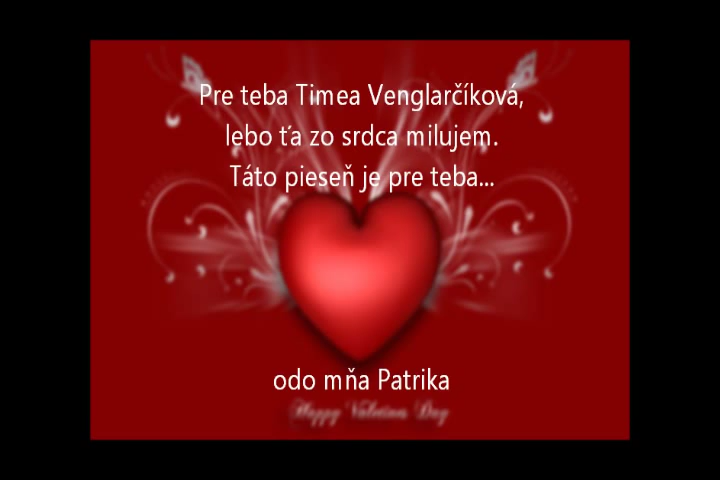 Pre teba Timea Venglarčíková,
lebo ťa zo srdca milujem.
Táto pieseň je pre teba...
odo mňa Patrika
Happy Valetines Day